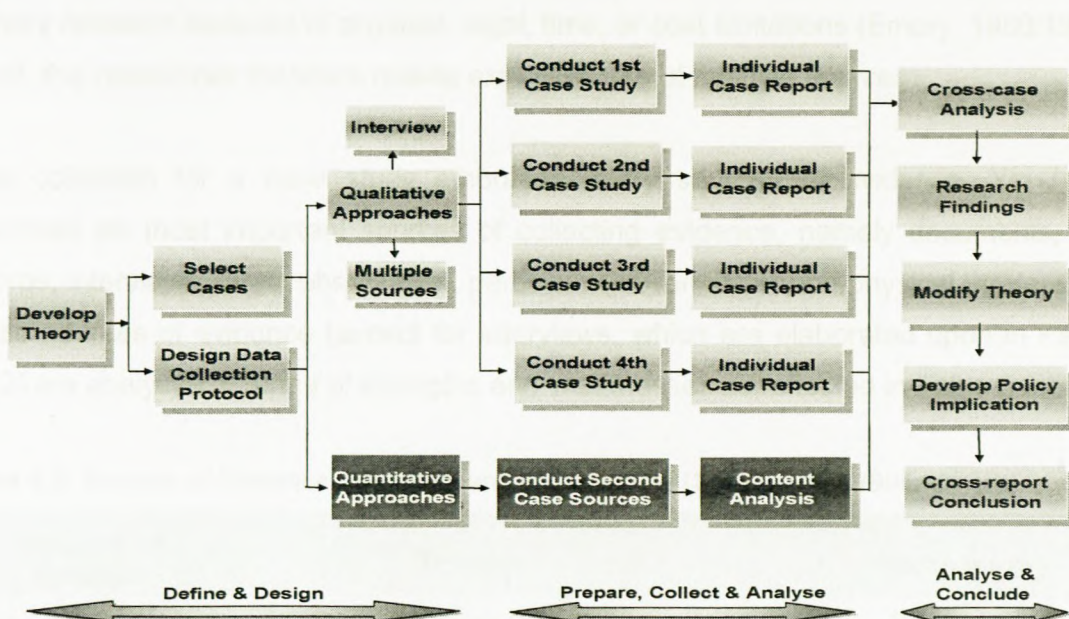 Develop
Theory
Select
Cases
Design Data
Collection
Protocol
Interview
Qualitative
Approaches
Multiple
Sources
Quantitative
Approaches
Conduct 1st
Case Study
Individual
Case Report
Conduct 2nd
Case Study
Individual
Case Report
Conduct 3rd
Case Study
Individual
Case Report
Conduct 4th
Case Study
Individual
Case Report
Conduct Second
Case Sources
Content
Analysis
Cross-case
Analysis
Research
Findings
Modify Theory
Develop Policy
Implication
Cross-report
Conclusion
Define & Design
Prepare, Collect & Analyse
Analyse &
Conclude